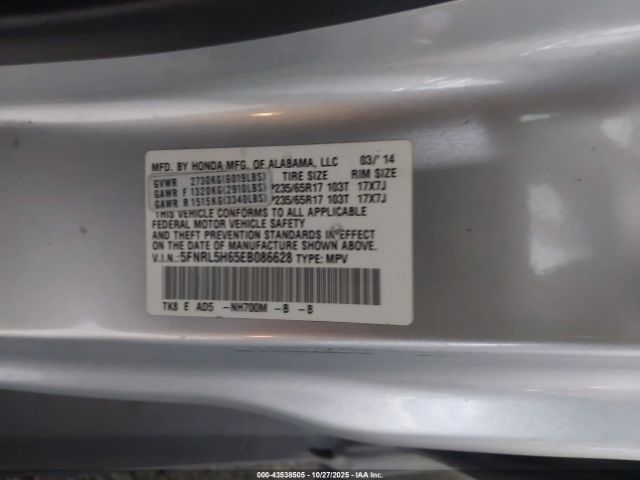 MFD. BY HONDA MFG. OF ALABAMA, LLC 03/'14
TIRE SIZE RIM SIZE
GVWR 2730KG(6019LBS)
GAWR F 1320KG(2910LBS) P235/65R17 103T 17X7J
GAWR R 1515KG(3340LBS) P235/65R17 103T 17X7J
THIS VEHICLE CONFORMS TO ALL APPLICABLE
FEDERAL MOTOR VEHICLE SAFETY
AND THEFT PREVENTION STANDARDS IN EFFECT
ON THE DATE OF MANUFACTURE SHOWN ABOVE.
V.I.N.:5FNRL5H65EB086628 TYPE: MPV
TK8 E AD5 -NH700M -B -B
000-43538505 | 10/27/2025 | IAA Inc.